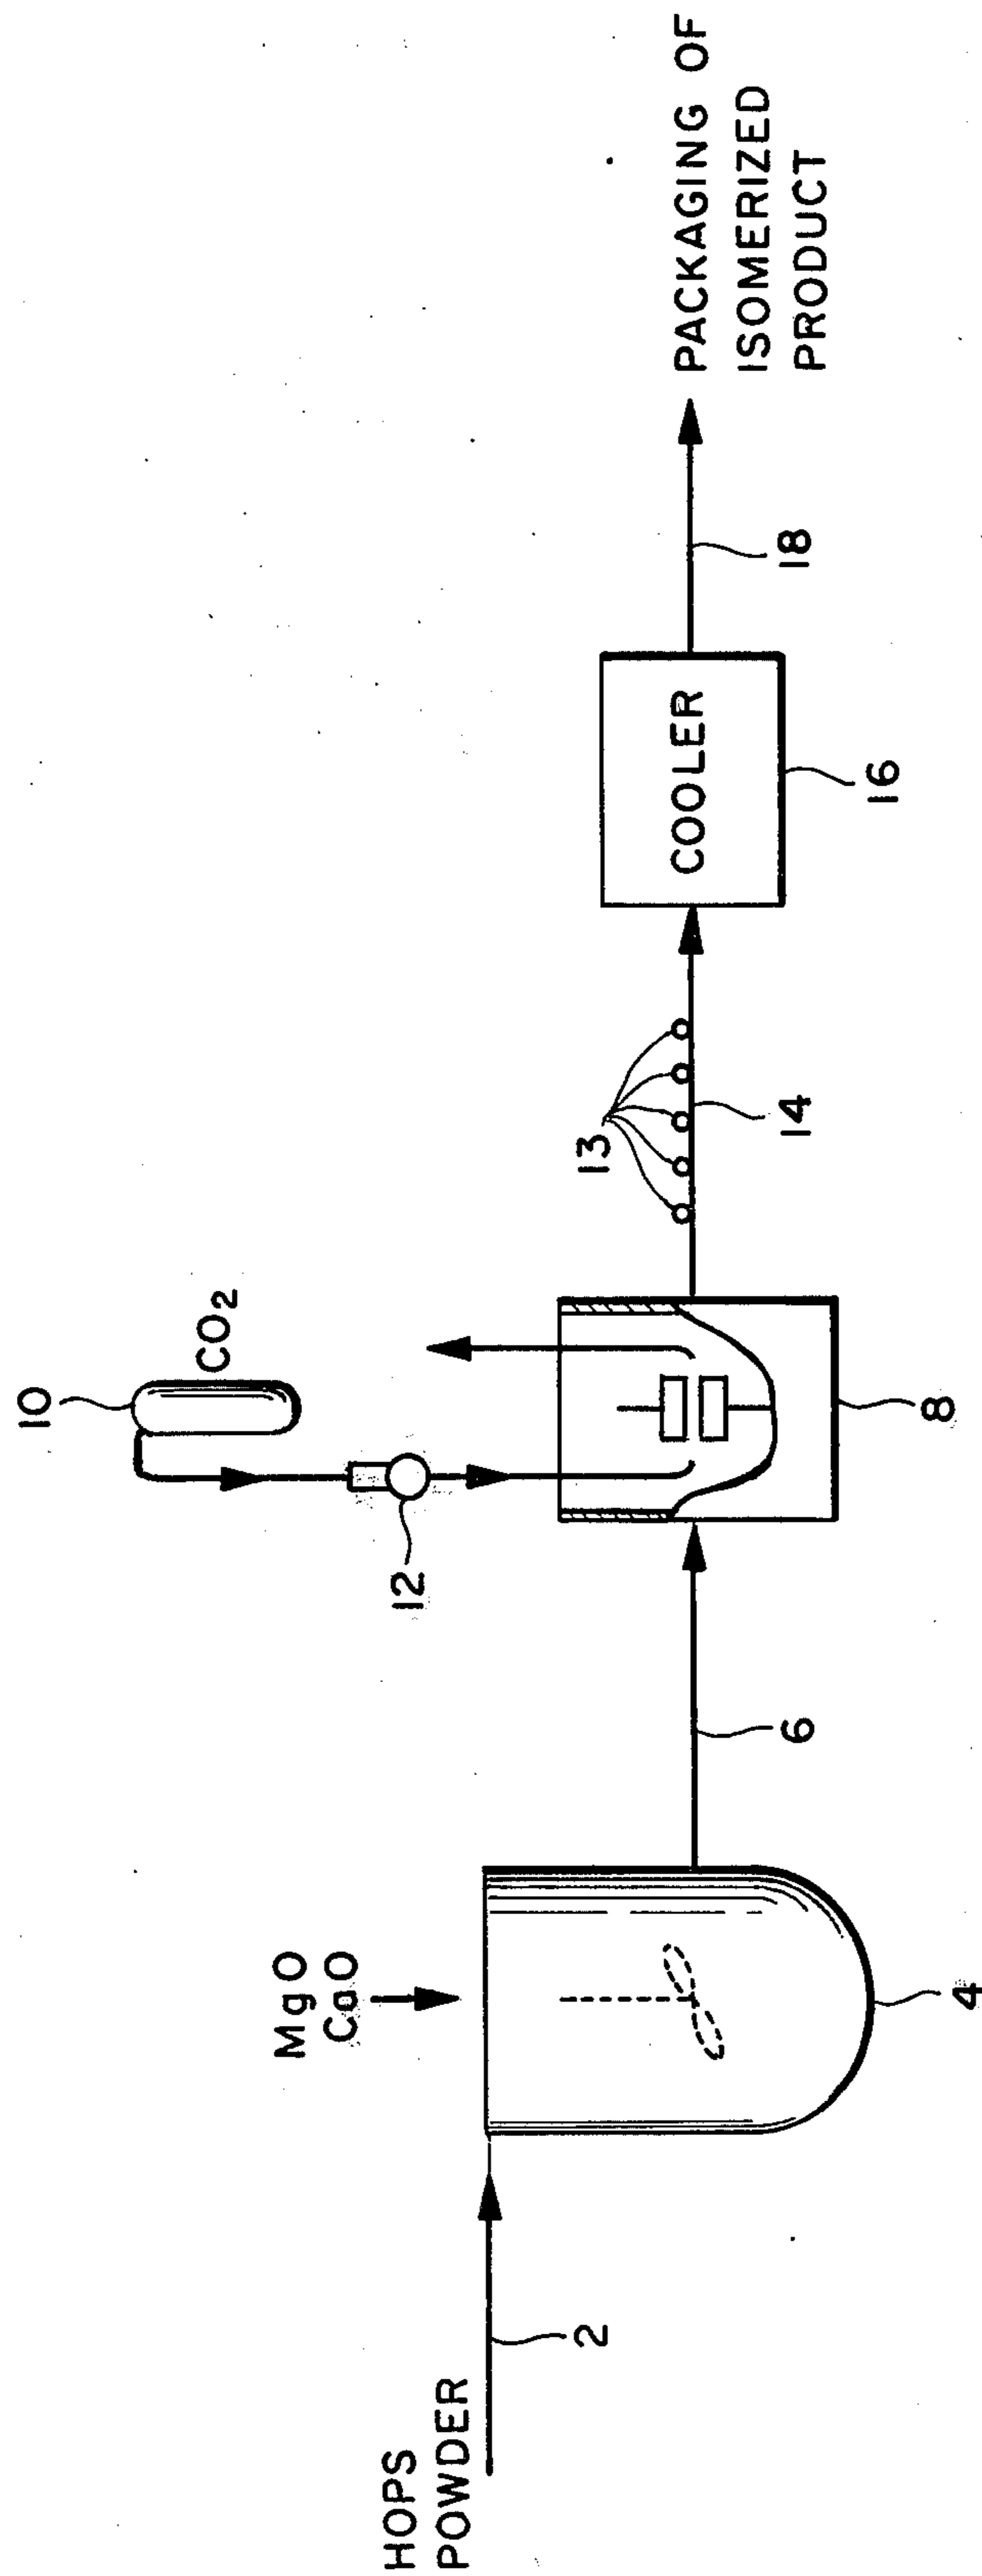 HOPS
POWDER
2
MgO
CaO
4
6
10
CO2
12
8
13
14
COOLER
16
18
PACKAGING OF
ISOMERIZED
PRODUCT